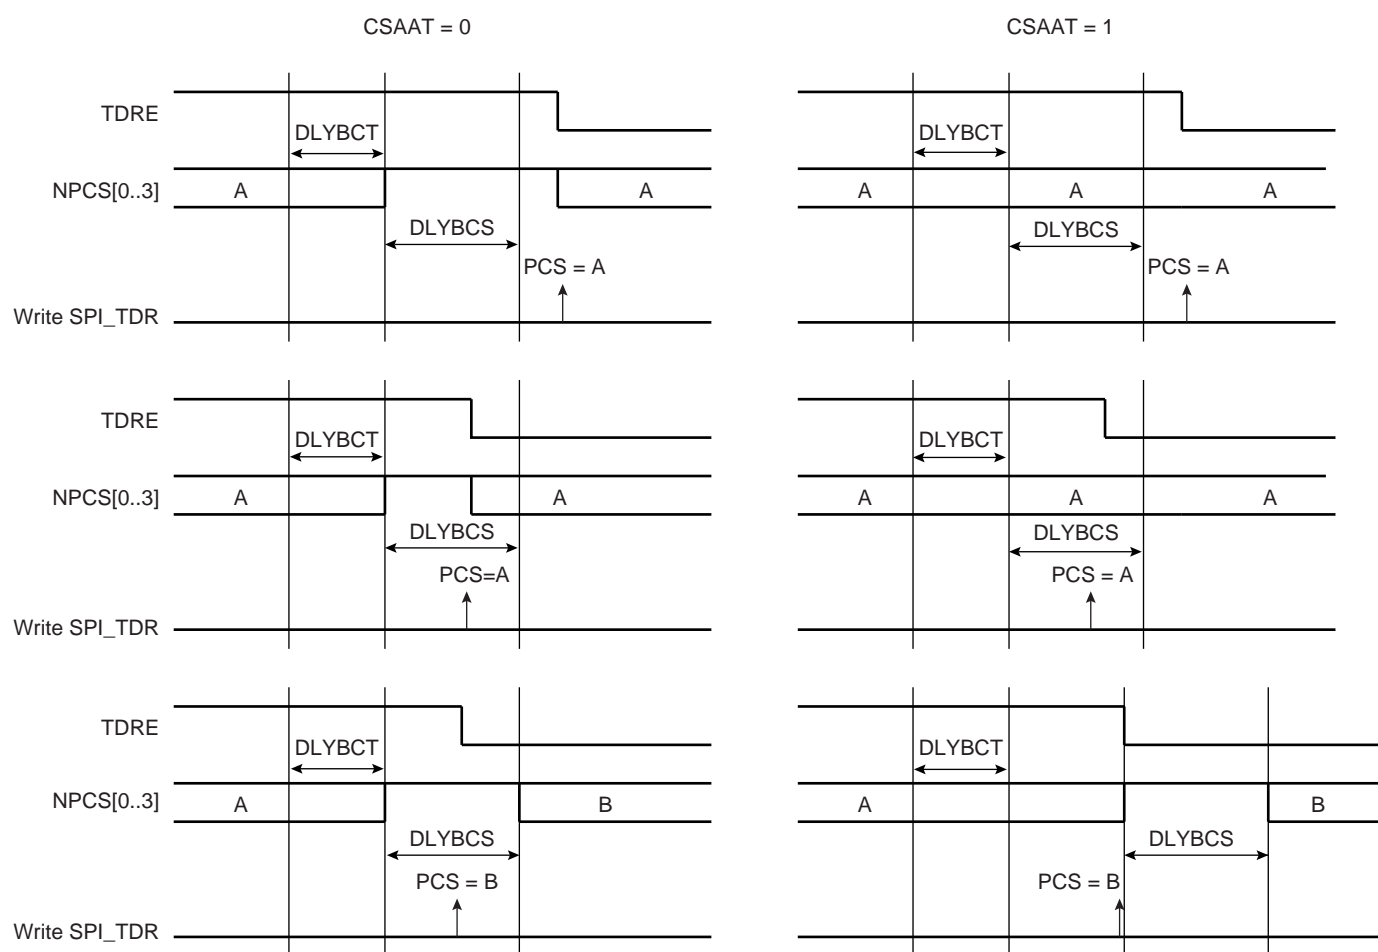 CSAAT = 0 CSAAT = 1
TDRE
DLYBCT DLYBCT
NPCS[0..3] A A A A A
DLYBCS DLYBCS
PCS = A PCS = A
Write SPI_TDR
TDRE
DLYBCT DLYBCT
NPCS[0..3] A A A A A
DLYBCS DLYBCS
PCS=A PCS = A
Write SPI_TDR
TDRE
DLYBCT DLYBCT
NPCS[0..3] A B A B
DLYBCS DLYBCS
PCS = B PCS = B
Write SPI_TDR